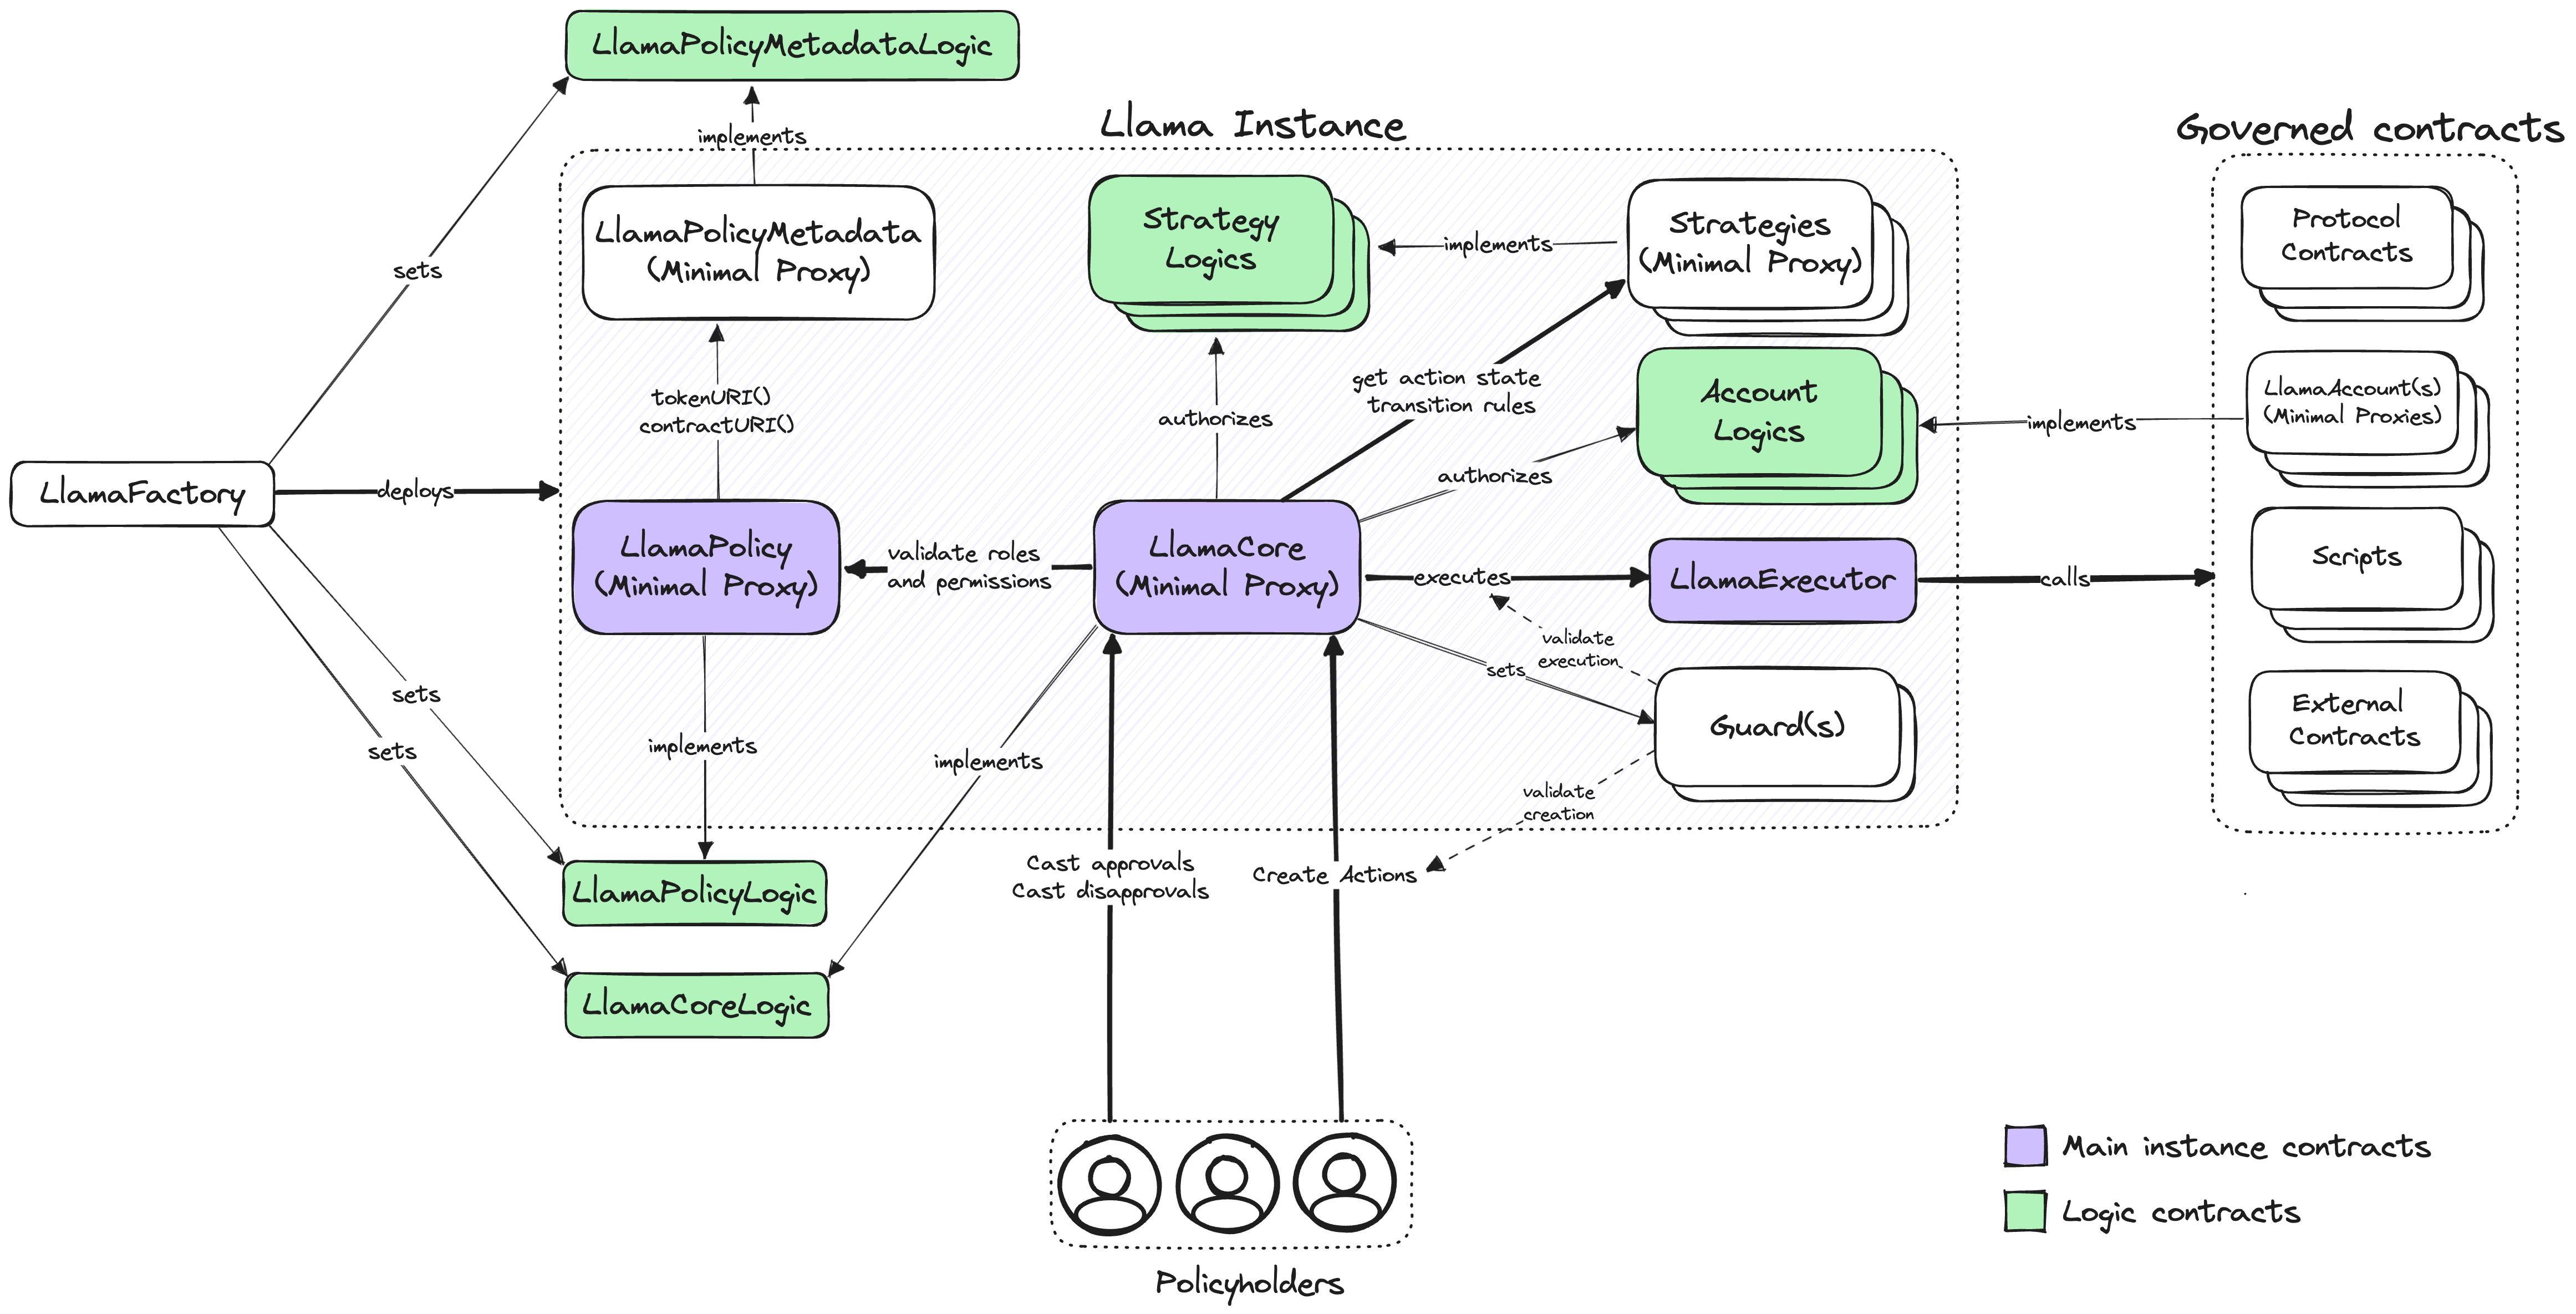 LlamaPolicyMetadataLogic
implements
Llama Instance
Governed contracts
sets
LlamaPolicyMetadata
(Minimal Proxy)
Strategy
Logics
implements
Strategies
(Minimal Proxy)
Protocol
Contracts
tokenURI()
contractURI()
authorizes
get action state
transition rules
Account
Logics
implements
LlamaAccount(s)
(Minimal Proxies)
authorizes
LlamaFactory
deploys
LlamaPolicy
(Minimal Proxy)
validate roles
and permissions
LlamaCore
(Minimal Proxy)
executes
LlamaExecutor
calls
Scripts
validate
execution
sets
Guard(s)
External
Contracts
sets
sets
implements
implements
validate
creation
Cast approvals
Cast disapprovals
Create Actions
LlamaPolicyLogic
LlamaCoreLogic
Main instance contracts
Logic contracts
Policyholders